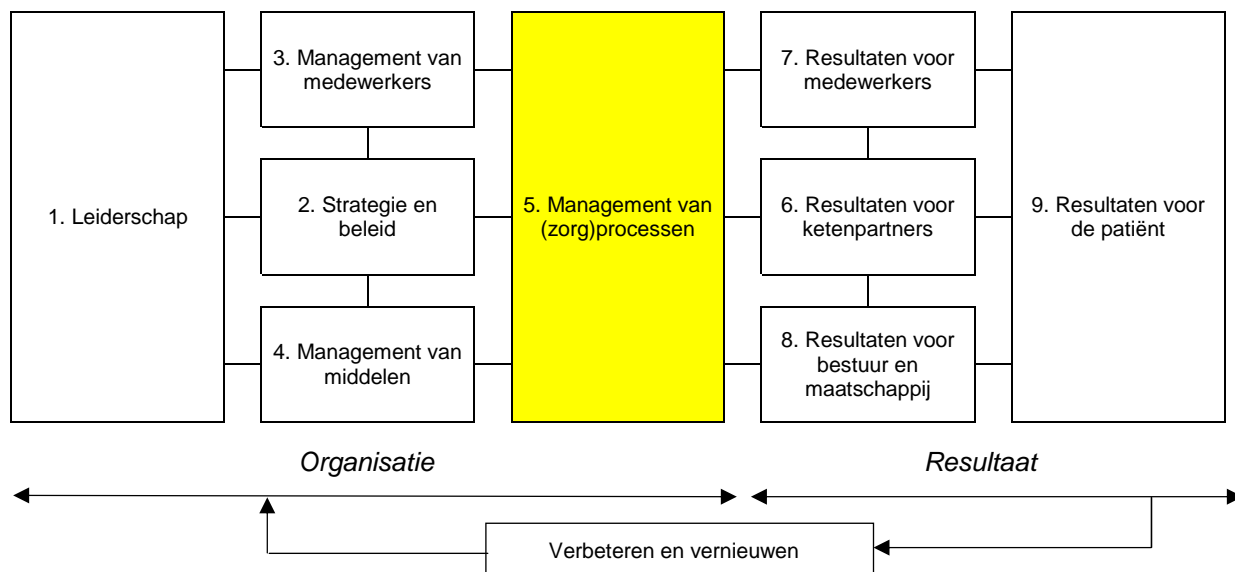 1. Leiderschap
3. Management van
medewerkers
2. Strategie en
beleid
4. Management van
middelen
5. Management van
(zorg)processen
7. Resultaten voor
medewerkers
6. Resultaten voor
ketenpartners
8. Resultaten voor
bestuur en
maatschappij
9. Resultaten voor
de patiënt
Organisatie
Resultaat
Verbeteren en vernieuwen